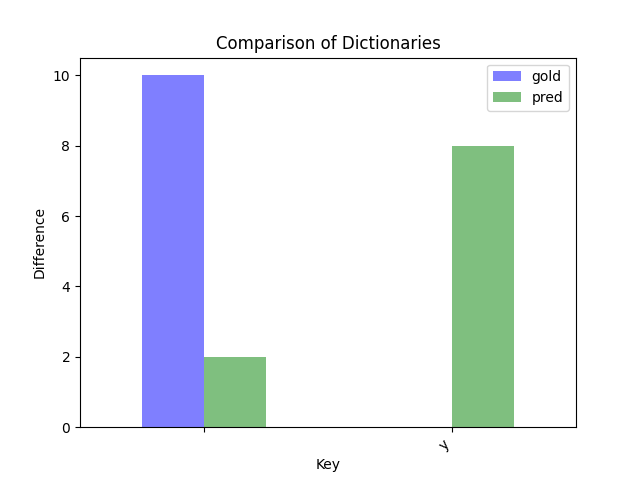 Comparison of Dictionaries
gold
pred
10
8
6
4
2
0
Difference
y
Key